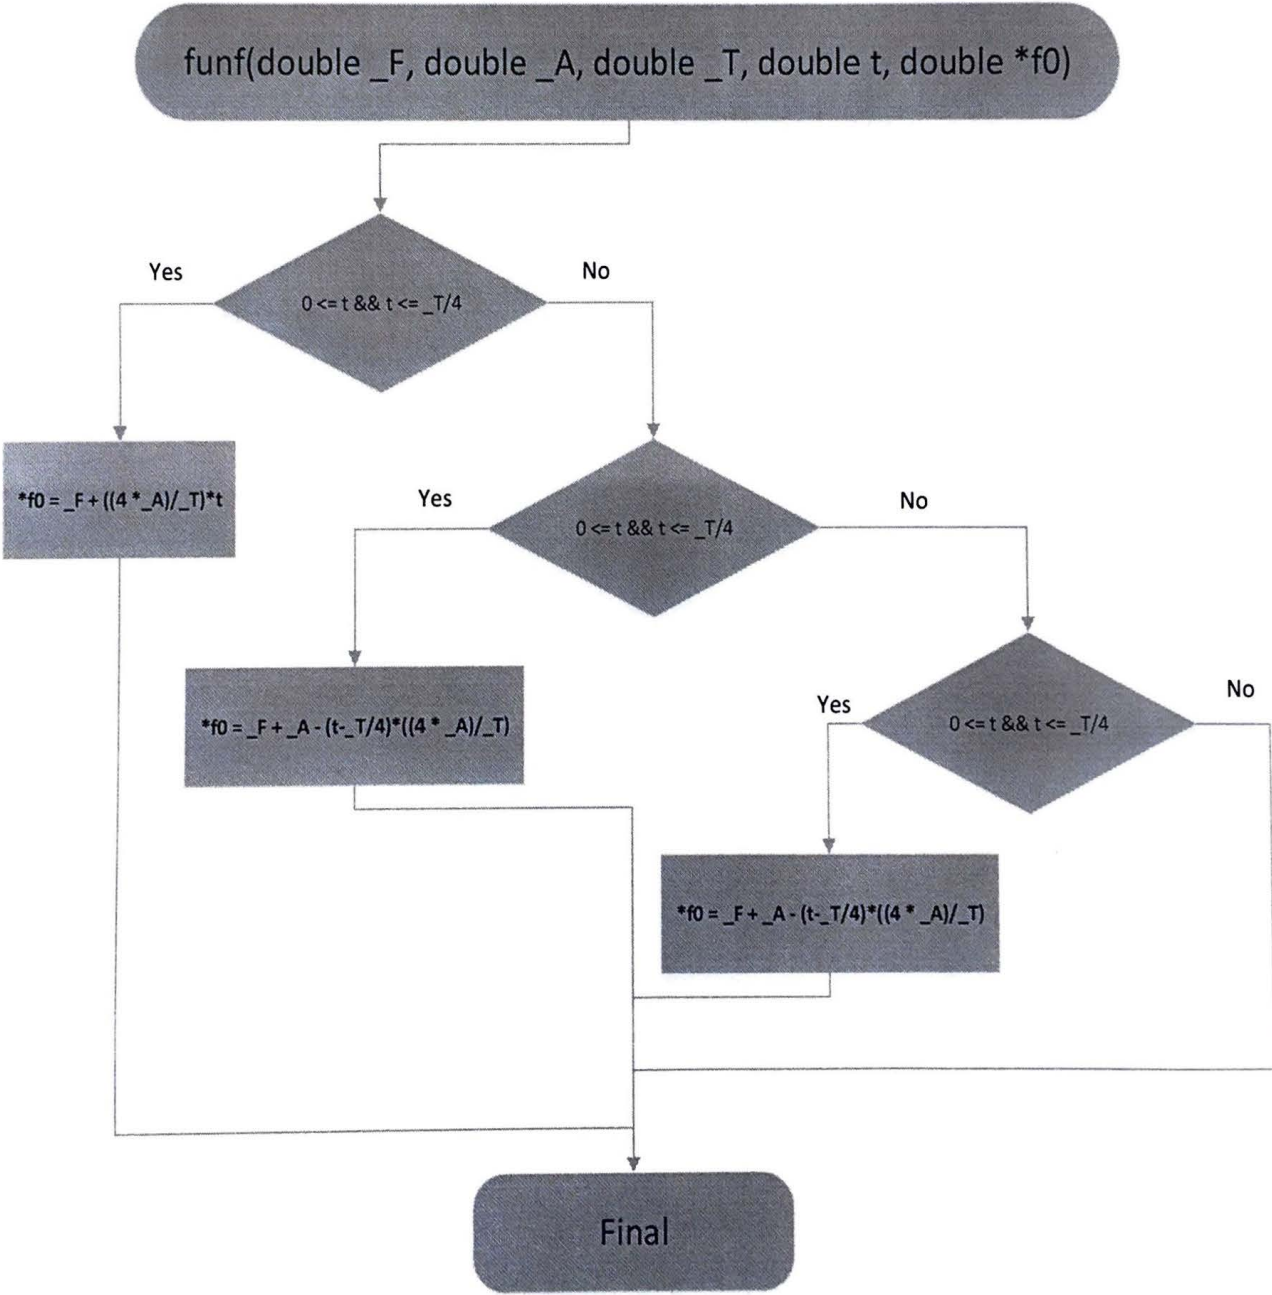 funf(double _F, double _A, double _T, double t, double *f0)
Yes
No
0 <= t && t <= _T/4
*f0 = _F + ((4 * _A)/_T)*t
Yes
No
0 <= t && t <= _T/4
*f0 = _F + _A - (t-_T/4)*((4 * _A)/_T)
Yes
No
0 <= t && t <= _T/4
*f0 = _F + _A - (t-_T/4)*((4 * _A)/_T)
Final